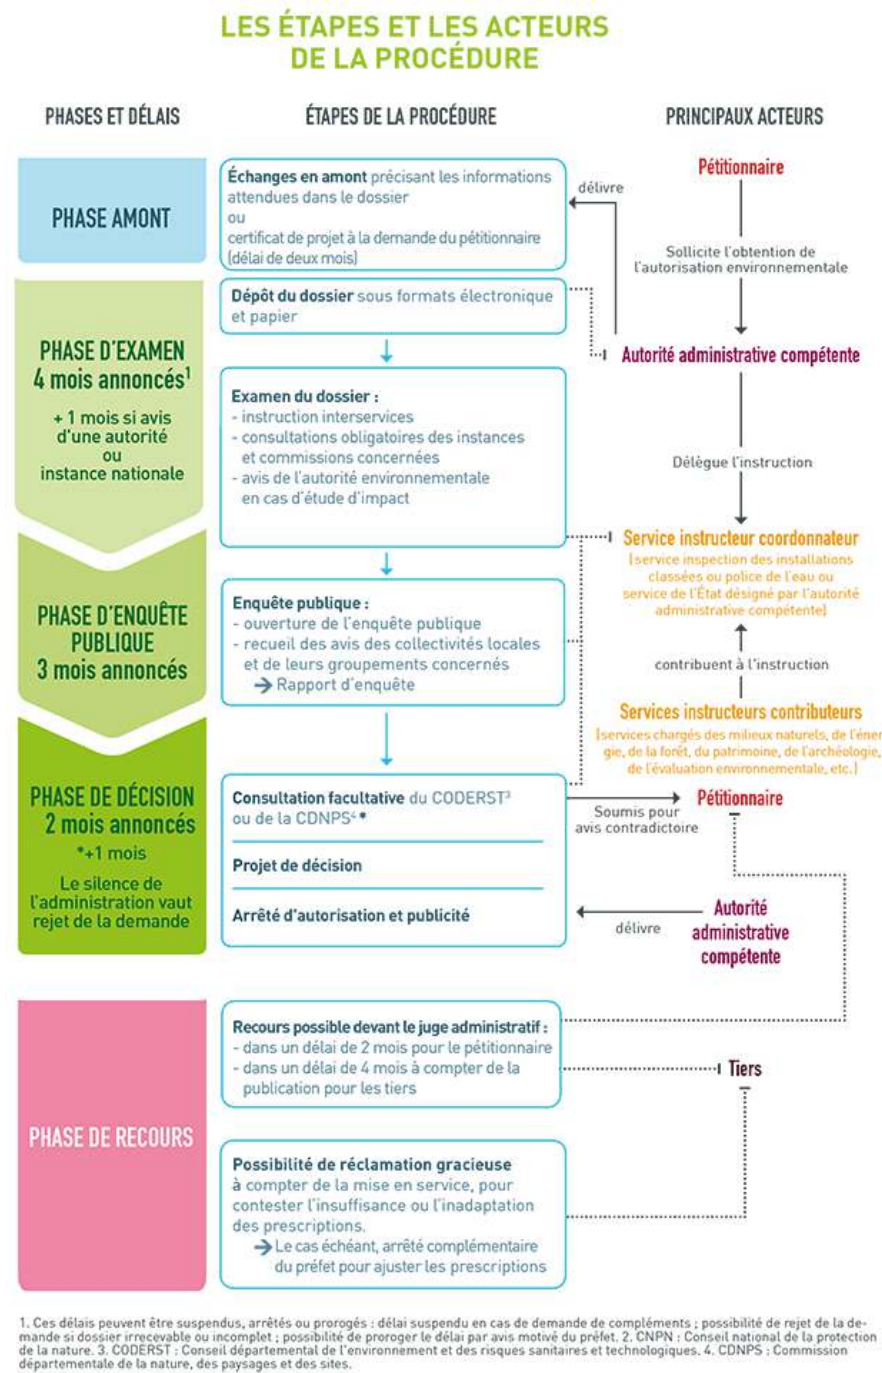 LES ÉTAPES ET LES ACTEURS
DE LA PROCÉDURE
PHASES ET DÉLAIS
ÉTAPES DE LA PROCÉDURE
PRINCIPAUX ACTEURS
PHASE AMONT
Échanges en amont précisant les informations
attendues dans le dossier
ou
certificat de projet à la demande du pétitionnaire
(délai de deux mois)
délivre
Pétitionnaire
Sollicite l'obtention de
l'autorisation environnementale
PHASE D'EXAMEN
4 mois annoncés¹
+ 1 mois si avis
d'une autorité
ou
instance nationale
Dépôt du dossier sous formats électronique
et papier
Autorité administrative compétente
Examen du dossier :
- instruction interservices
- consultations obligatoires des instances
et commissions concernées
- avis de l'autorité environnementale
en cas d'étude d'impact
Délègue l'instruction
Service instructeur coordonnateur
(service inspection des installations
classées ou police de l'eau ou
service de l'État désigné par l'autorité
administrative compétente)
PHASE D'ENQUÊTE
PUBLIQUE
3 mois annoncés
Enquête publique :
- ouverture de l'enquête publique
- recueil des avis des collectivités locales
et de leurs groupements concernés
→ Rapport d'enquête
contribuent à l'instruction
Services instructeurs contributeurs
(services chargés des milieux naturels, de l'éner
gie, de la forêt, du patrimoine, de l'archéologie,
de l'évaluation environnementale, etc.)
PHASE DE DÉCISION
2 mois annoncés
*+1 mois
Le silence de
l'administration vaut
rejet de la demande
Consultation facultative du CODERST³
ou de la CDNPS⁴ *
Projet de décision
Arrêté d'autorisation et publicité
Soumis pour
avis contradictoire
Pétitionnaire
délivre
Autorité
administrative
compétente
PHASE DE RECOURS
Recours possible devant le juge administratif :
- dans un délai de 2 mois pour le pétitionnaire
- dans un délai de 4 mois à compter de la
publication pour les tiers
Tiers
Possibilité de réclamation gracieuse
à compter de la mise en service, pour
contester l'insuffisance ou l'inadaptation
des prescriptions.
→ Le cas échéant, arrêté complémentaire
du préfet pour ajuster les prescriptions
1. Ces délais peuvent être suspendus, arrêtés ou prorogés : délai suspendu en cas de demande de compléments ; possibilité de rejet de la de-
mande si dossier irrecevable ou incomplet ; possibilité de proroger le délai par avis motivé du préfet. 2. CNPN : Conseil national de la protection
de la nature. 3. CODERST : Conseil départemental de l'environnement et des risques sanitaires et technologiques. 4. CDNPS : Commission
départementale de la nature, des paysages et des sites.